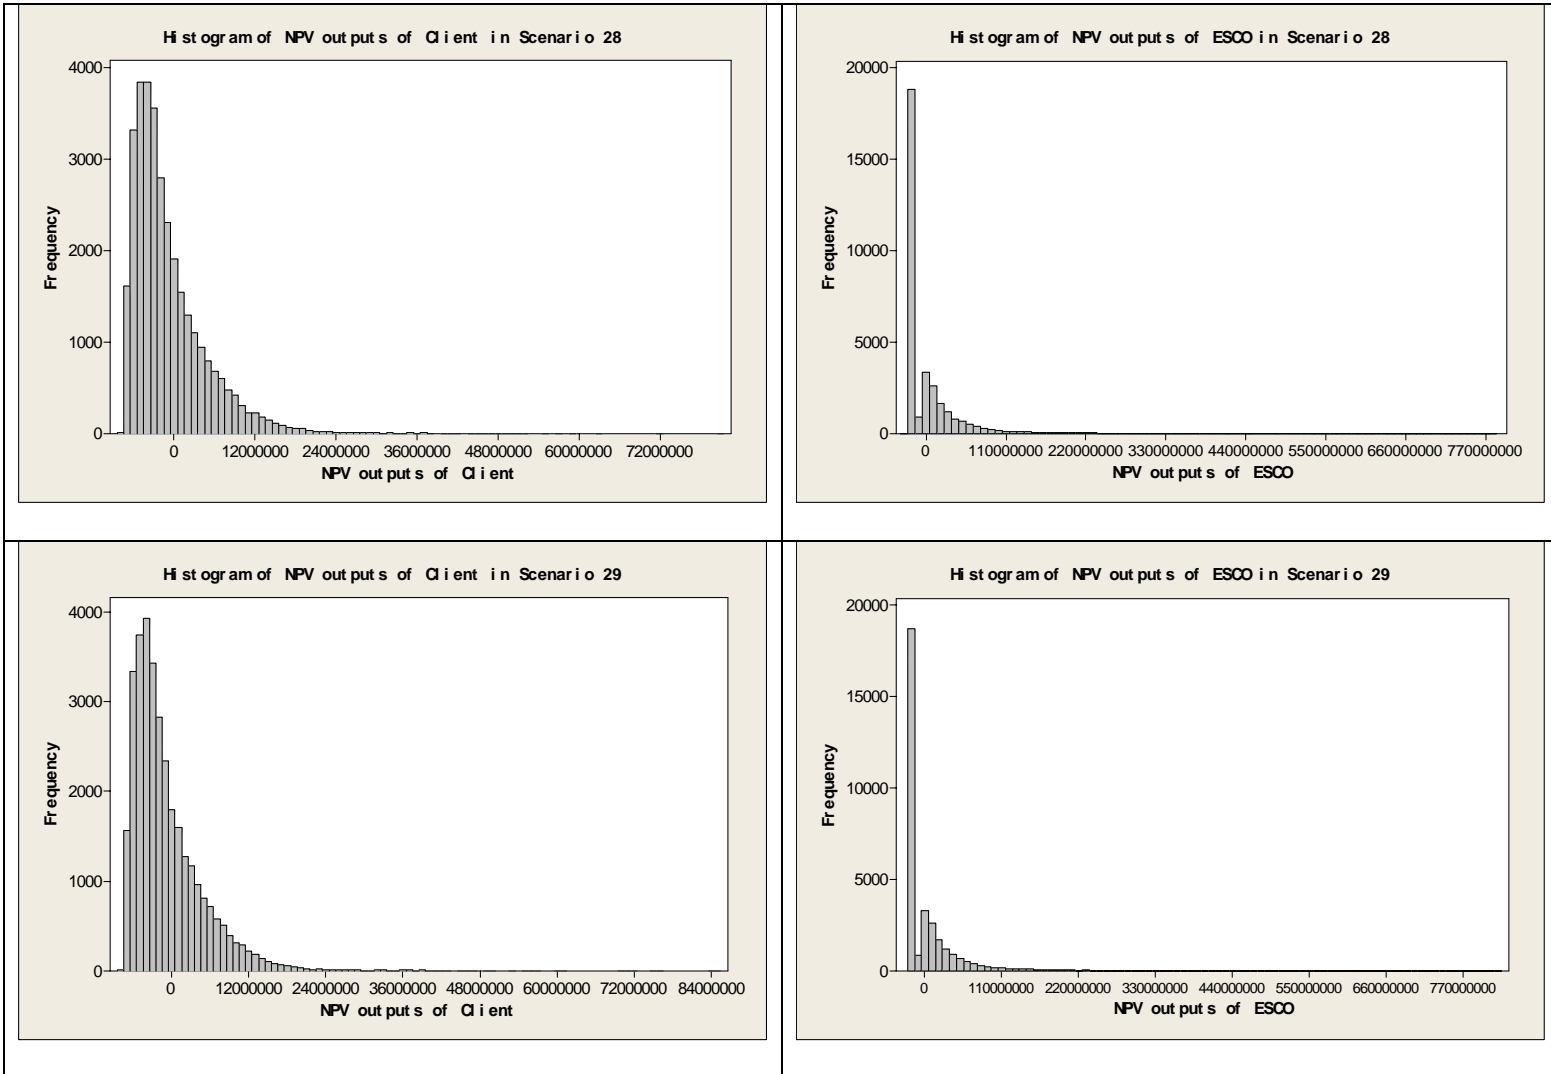 Histogram of NPV outputs of Client in Scenario 28
4000
3000
2000
1000
0
Frequency
0 12000000 24000000 36000000 48000000 60000000 72000000
NPV outputs of Client
Histogram of NPV outputs of ESCO in Scenario 28
20000
15000
10000
5000
0
Frequency
0 110000000 220000000 330000000 440000000 550000000 660000000 770000000
NPV outputs of ESCO
Histogram of NPV outputs of Client in Scenario 29
4000
3000
2000
1000
0
Frequency
0 12000000 24000000 36000000 48000000 60000000 72000000 84000000
NPV outputs of Client
Histogram of NPV outputs of ESCO in Scenario 29
20000
15000
10000
5000
0
Frequency
0 110000000 220000000 330000000 440000000 550000000 660000000 770000000
NPV outputs of ESCO